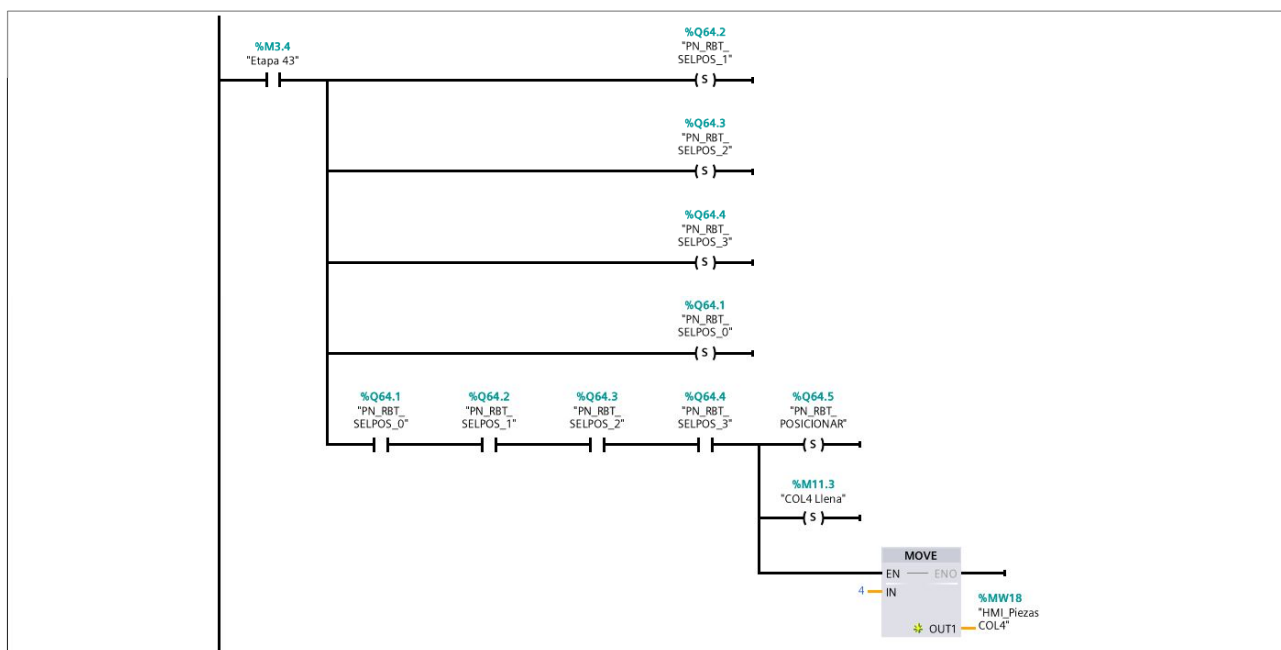 %M3.4
"Etapa 43"
%Q64.2
"PN_RBT_
SELPOS_1"
S
%Q64.3
"PN_RBT_
SELPOS_2"
S
%Q64.4
"PN_RBT_
SELPOS_3"
S
%Q64.1
"PN_RBT_
SELPOS_0"
S
%Q64.1
"PN_RBT_
SELPOS_0"
%Q64.2
"PN_RBT_
SELPOS_1"
%Q64.3
"PN_RBT_
SELPOS_2"
%Q64.4
"PN_RBT_
SELPOS_3"
%Q64.5
"PN_RBT_
POSICIONAR"
S
%M11.3
"COL4 Llena"
S
MOVE
EN ENO
4 IN
%MW18
"HMI_Piezas
COL4"
OUT1